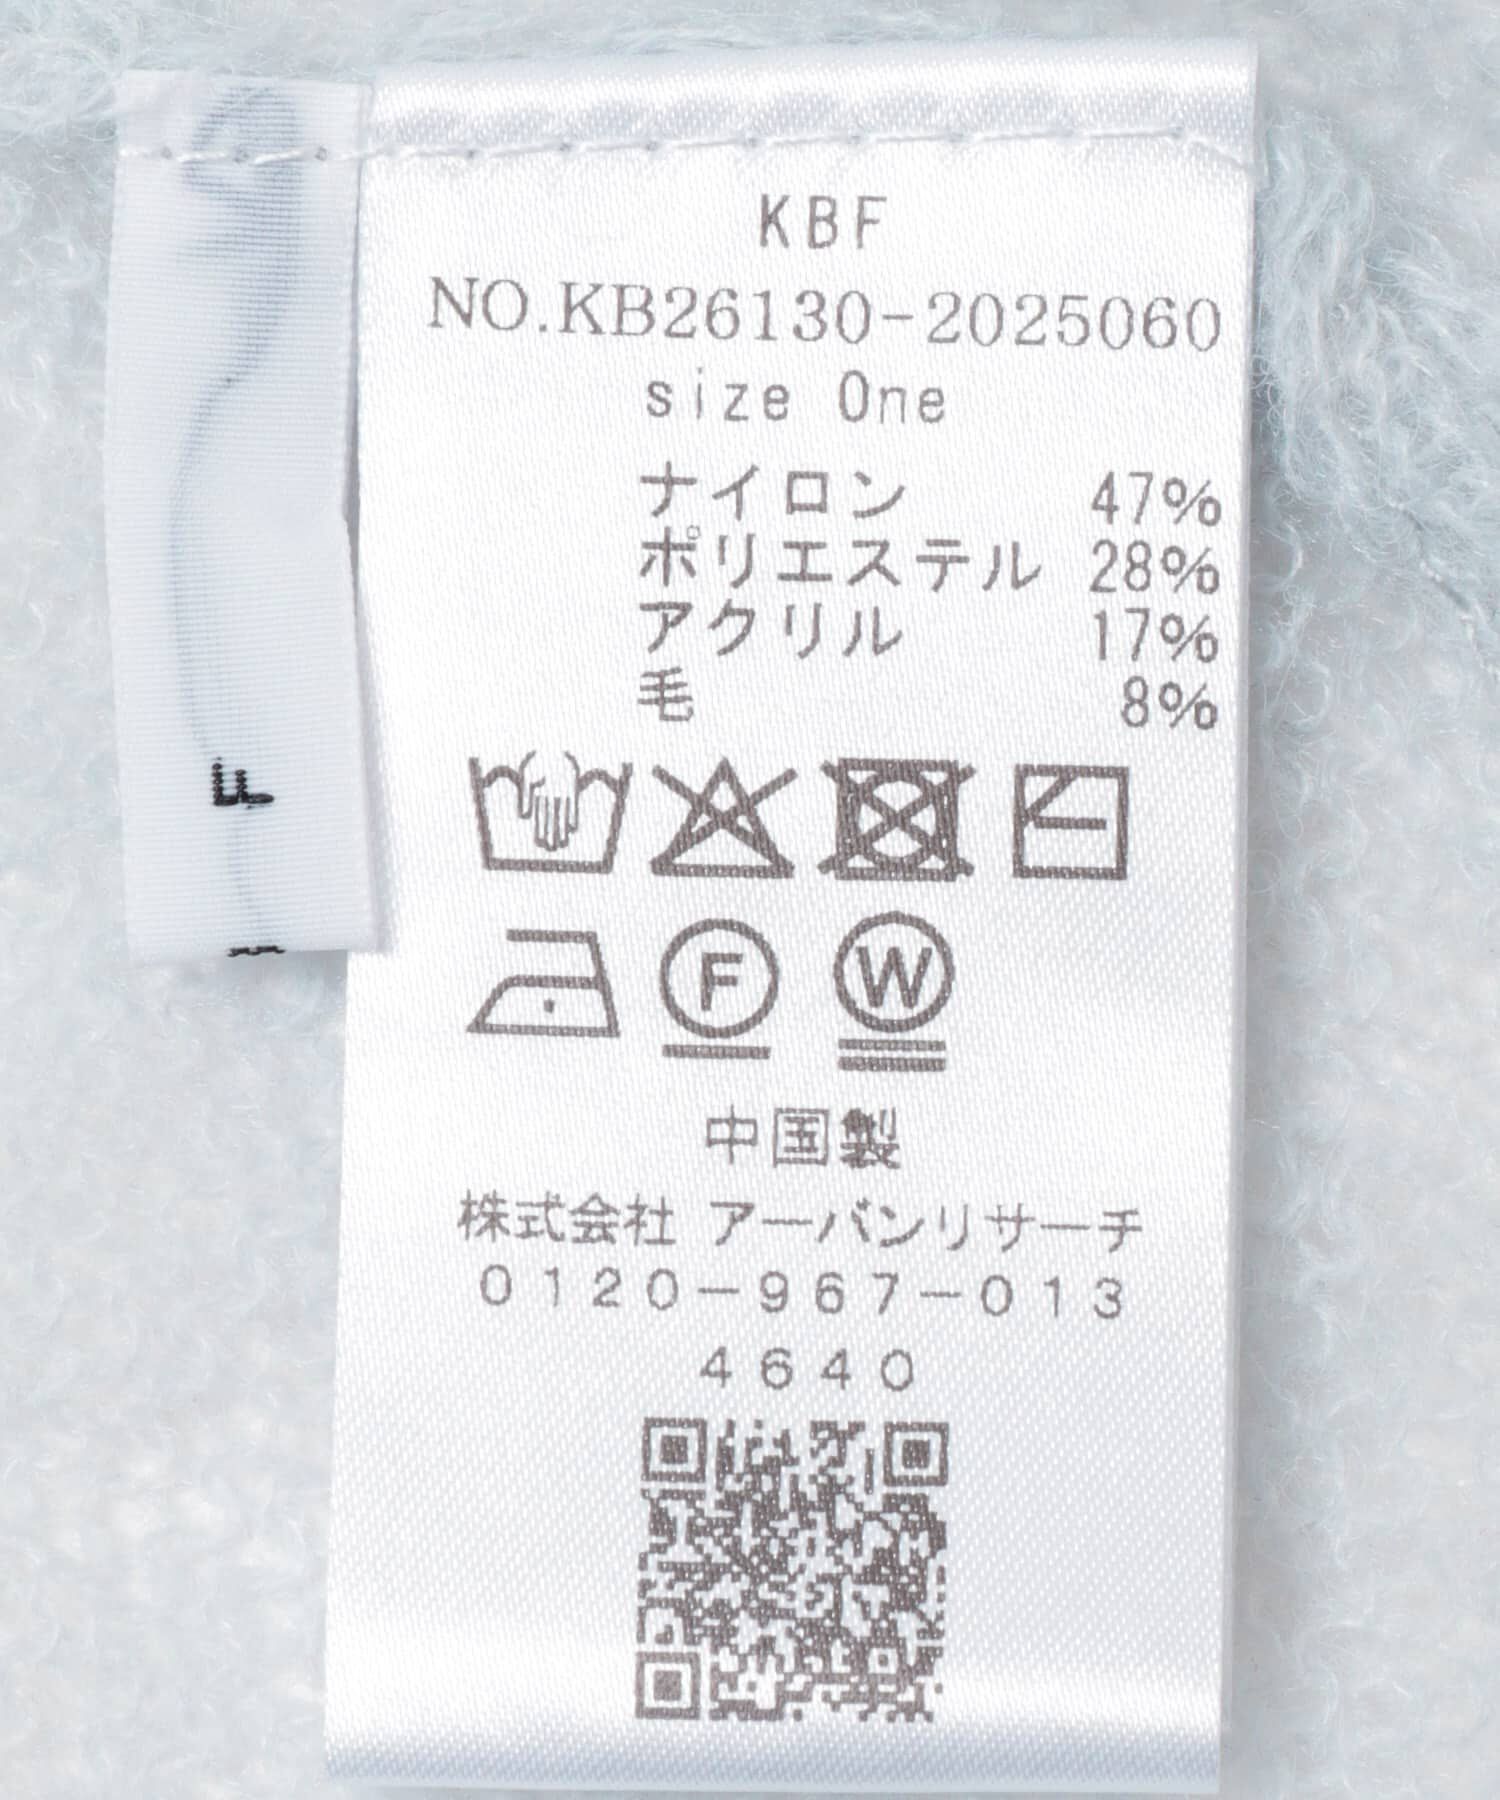 KBF
NO.KB26130-2025060
size One
ナイロン 47%
ポリエステル 28%
アクリル 17%
毛 8%
F
W
中国製
株式会社 アーバンリサーチ
0120-967-013
4640
F